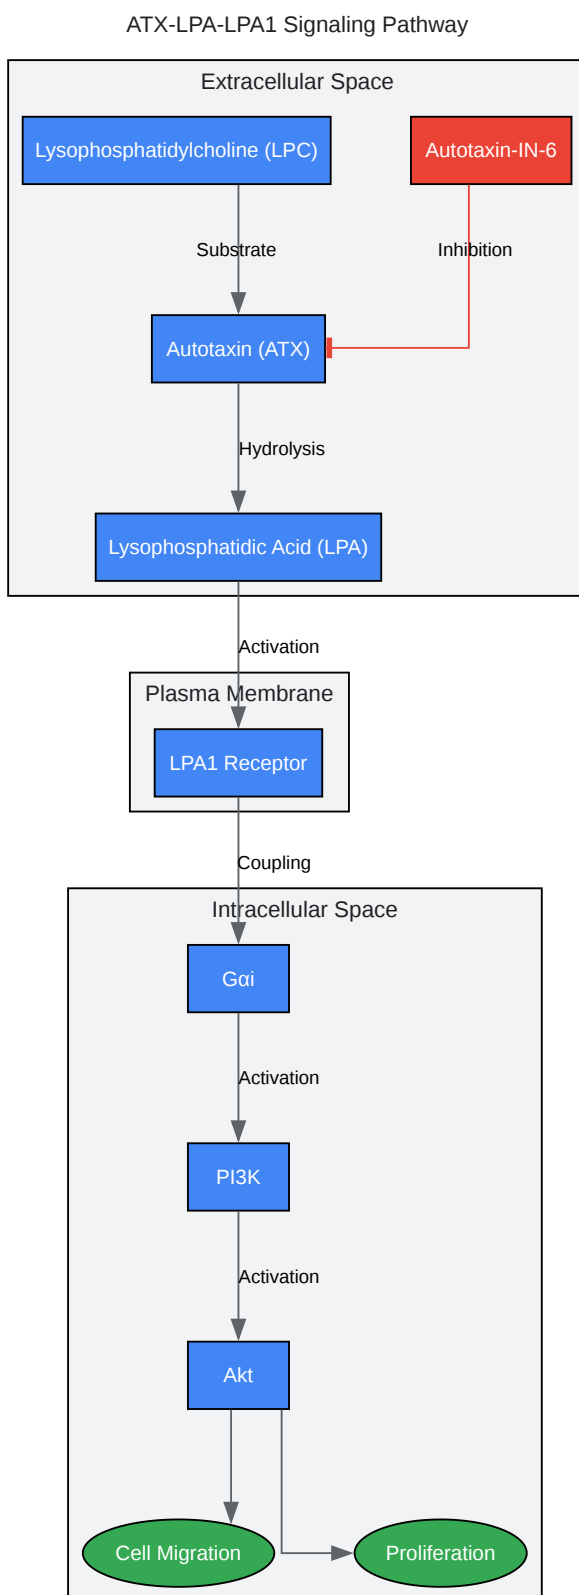 ATX-LPA-LPA1 Signaling Pathway
Extracellular Space
Lysophosphatidylcholine (LPC)
Autotaxin-IN-6
Substrate
Inhibition
Autotaxin (ATX)
Hydrolysis
Lysophosphatidic Acid (LPA)
Activation
Plasma Membrane
LPA1 Receptor
Coupling
Intracellular Space
Gαi
Activation
PI3K
Activation
Akt
Cell Migration
Proliferation